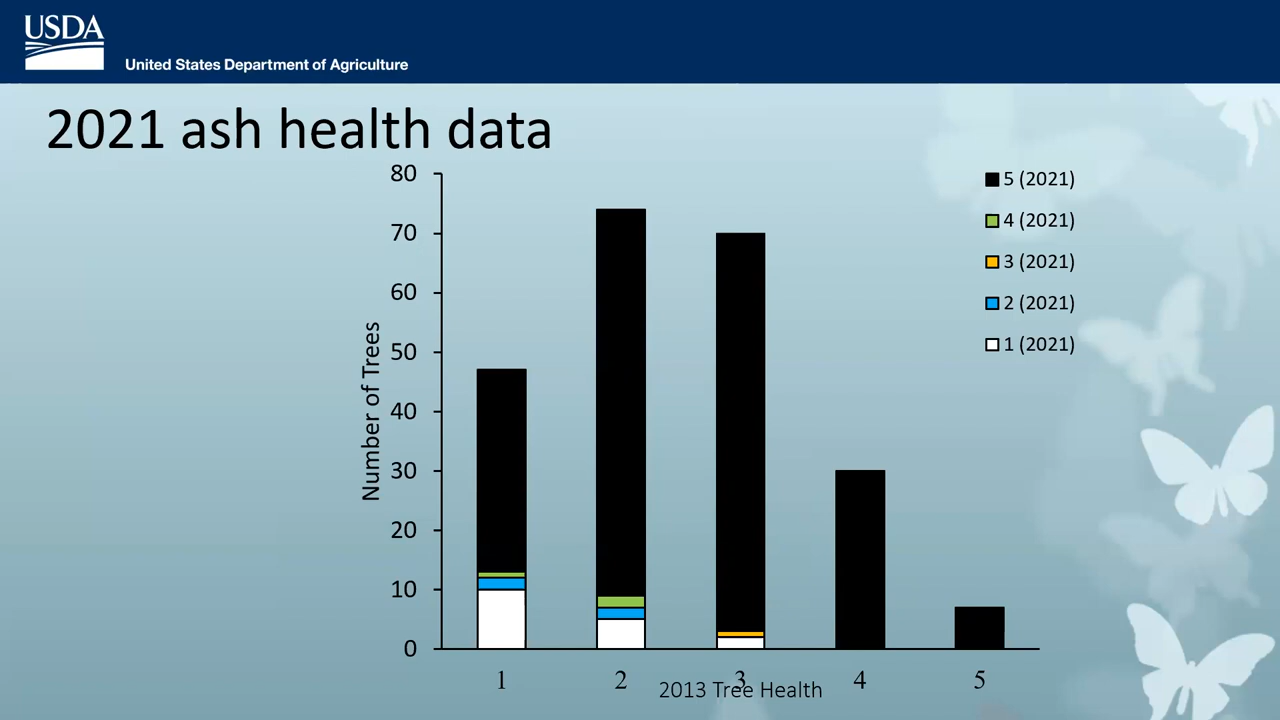 USDA
United States Department of Agriculture
2021 ash health data
80
70
60
50
40
30
20
10
0
Number of Trees
5 (2021)
4 (2021)
3 (2021)
2 (2021)
1 (2021)
1 2 3 4 5
2013 Tree Health